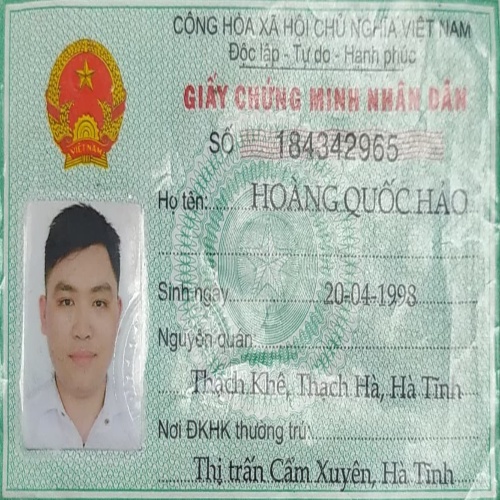 CỘNG HÒA XÃ HỘI CHỦ NGHĨA VIỆT NAM
Độc lập - Tự do - Hạnh phúc
GIẤY CHỨNG MINH NHÂN DÂN
SỐ 184342965
Họ tên: HOÀNG QUỐC HẢO
Sinh ngày 20-04-1998
Nguyên quán
Thạch Khê, Thạch Hà, Hà Tĩnh
Nơi ĐKHK thường trú
Thị trấn Cẩm Xuyên, Hà Tĩnh
VIỆT NAM